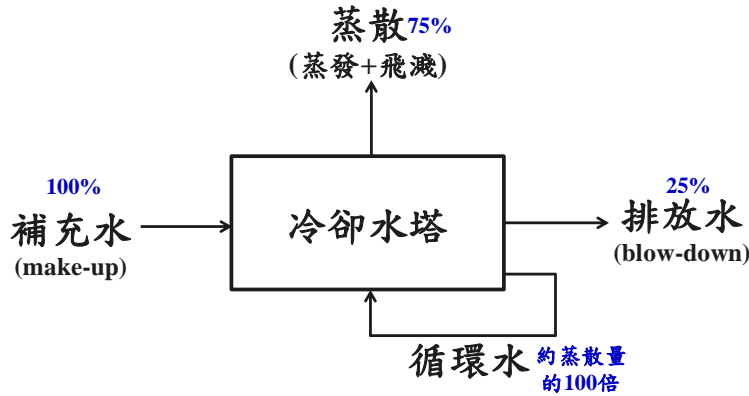 蒸散75%
(蒸發+飛濺)
100%
補充水
(make-up)
冷卻水塔
25%
排放水
(blow-down)
循環水 約蒸散量
的100倍